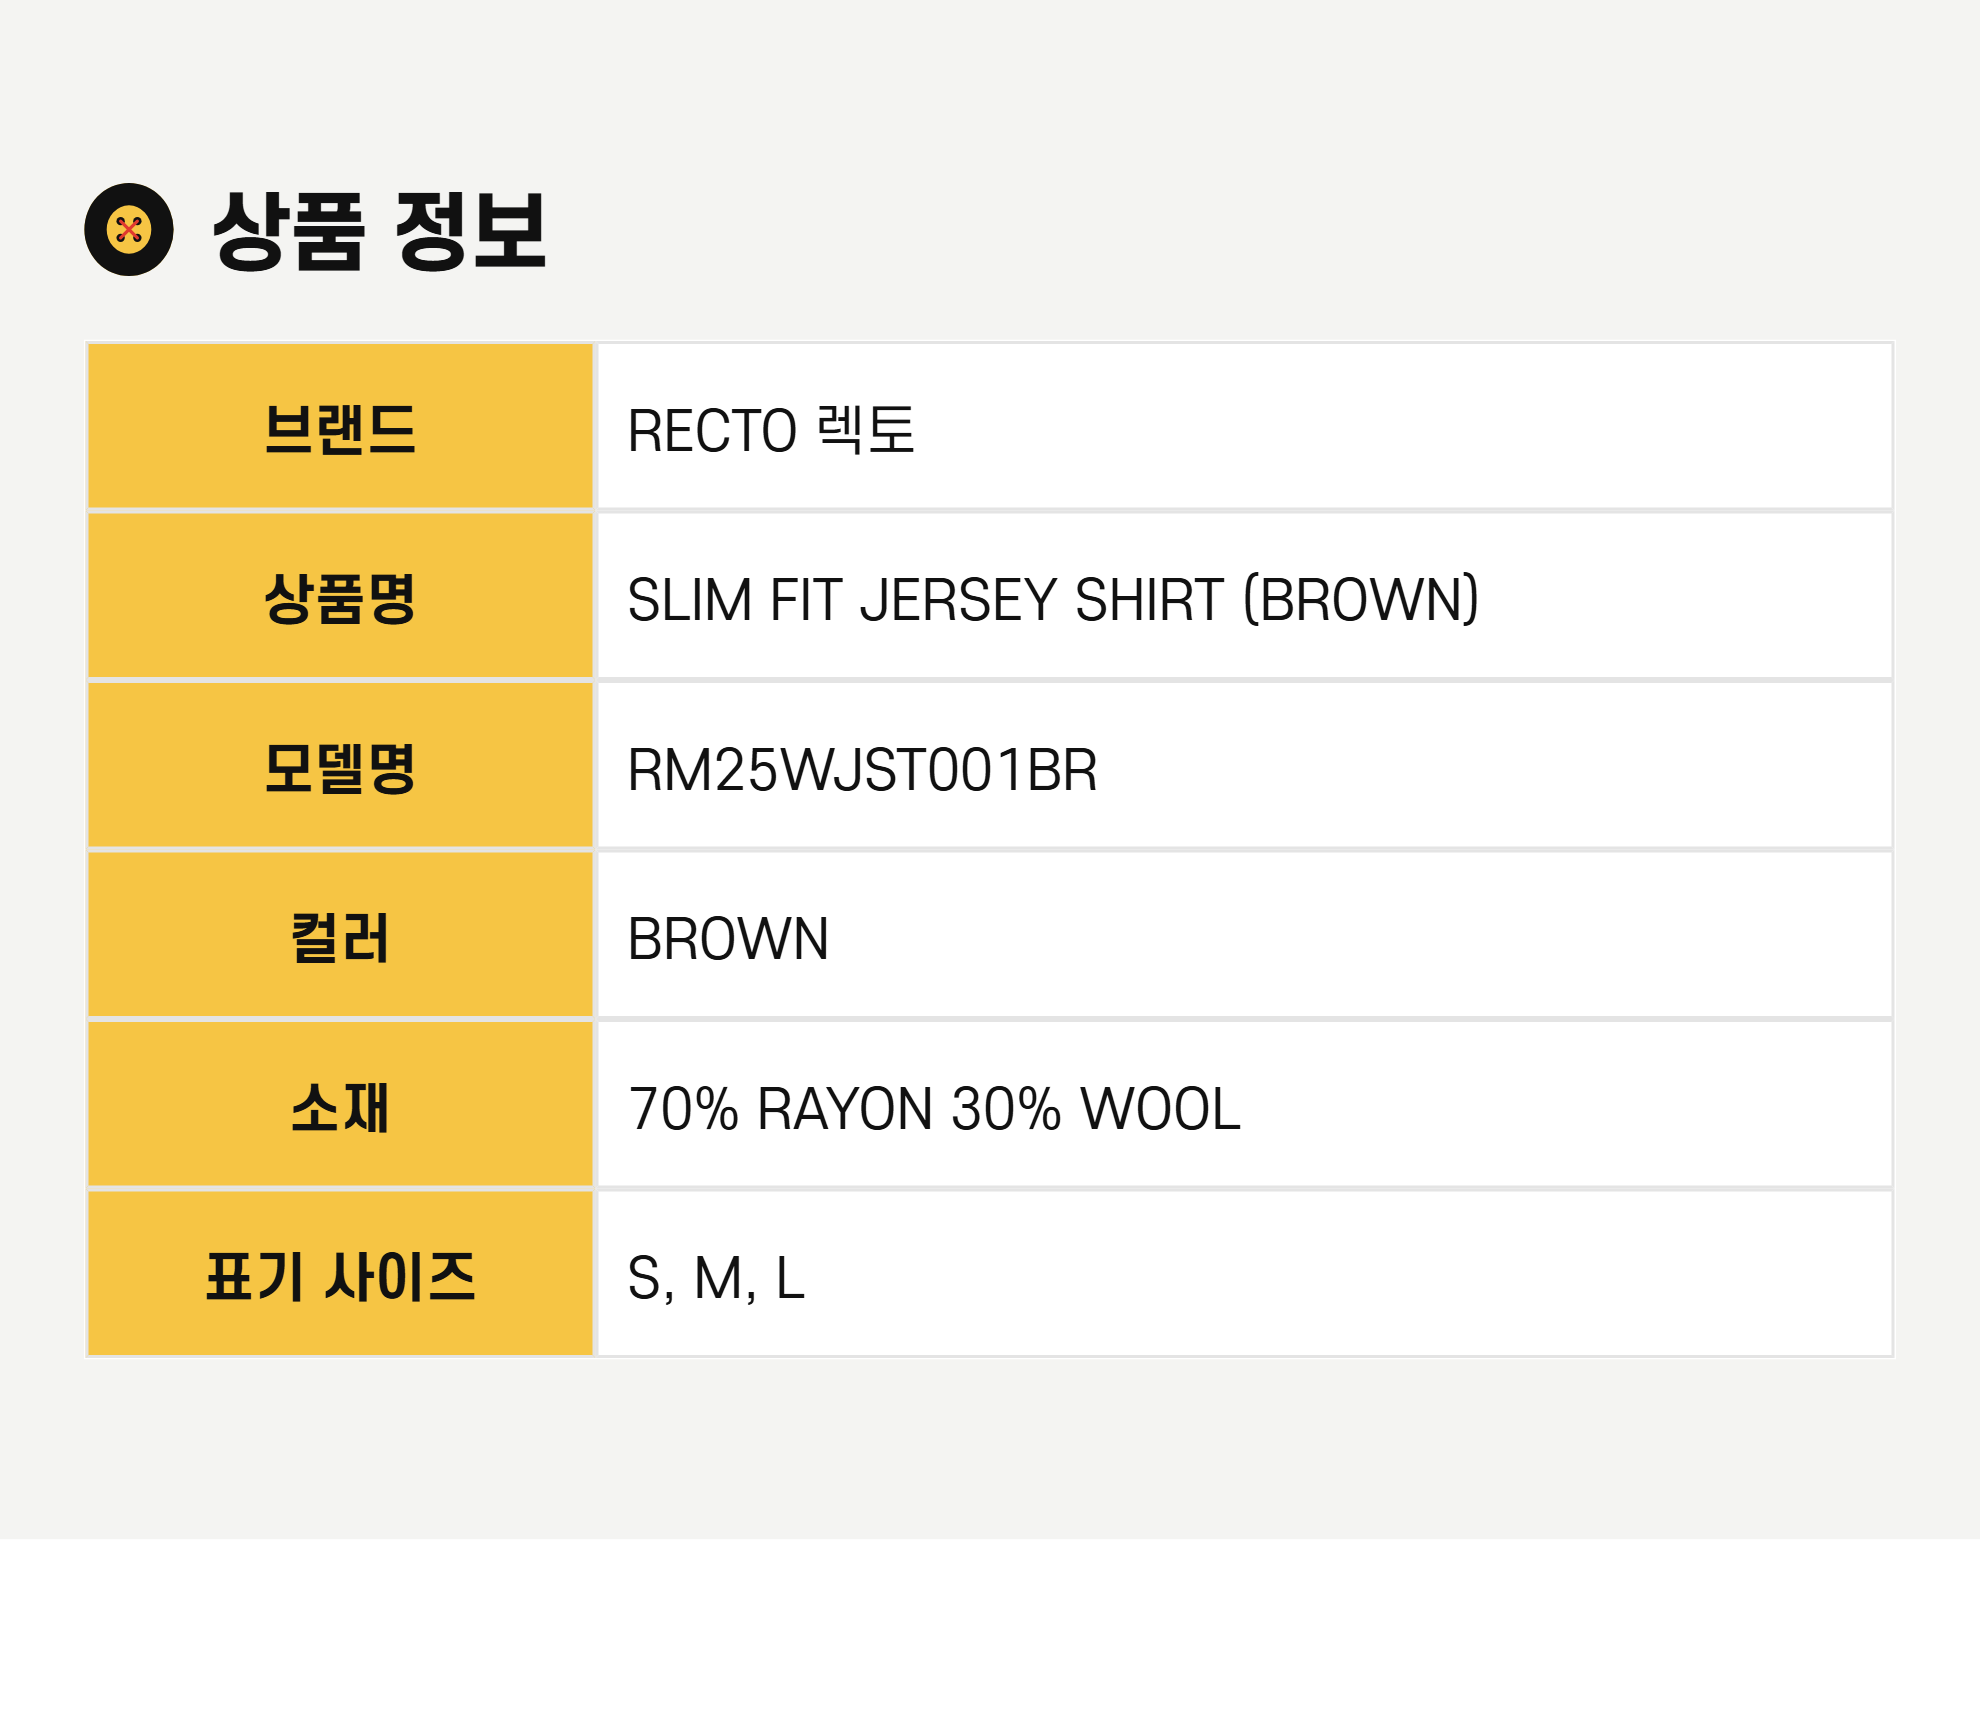 상품 정보
브랜드 RECTO 렉토
상품명 SLIM FIT JERSEY SHIRT (BROWN)
모델명 RM25WJST001BR
컬러 BROWN
소재 70% RAYON 30% WOOL
표기 사이즈 S, M, L